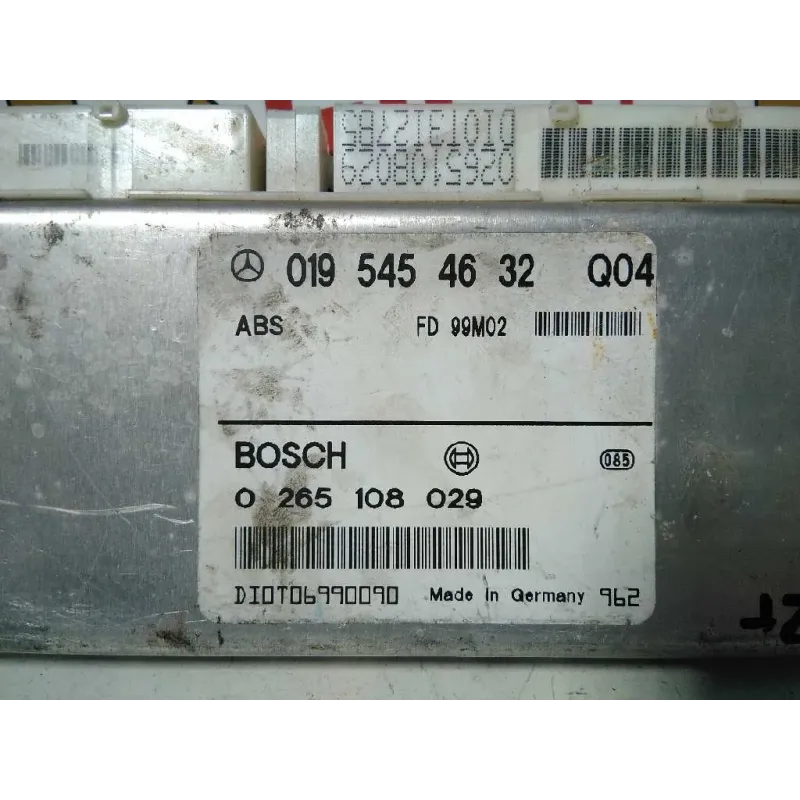 0265108029
019 545 46 32 Q04
ABS FD 99M02
BOSCH 085
0 265 108 029
DIOT06990090 Made in Germany 962